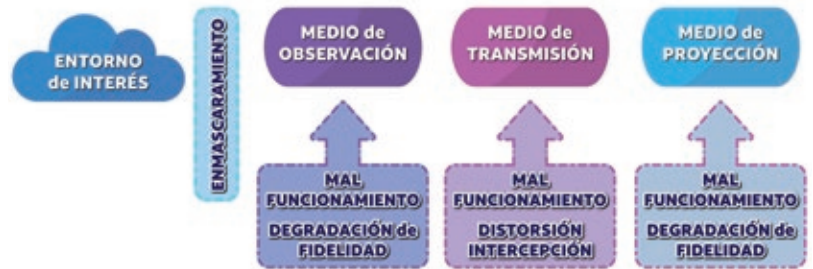 ENTORNO
de INTERÉS
ENMASCARAMIENTO
MEDIO de
OBSERVACIÓN
MEDIO de
TRANSMISIÓN
MEDIO de
PROYECCIÓN
MAL
FUNCIONAMIENTO
DEGRADACIÓN de
FIDELIDAD
MAL
FUNCIONAMIENTO
DISTORSIÓN
INTERCEPCIÓN
MAL
FUNCIONAMIENTO
DEGRADACIÓN de
FIDELIDAD